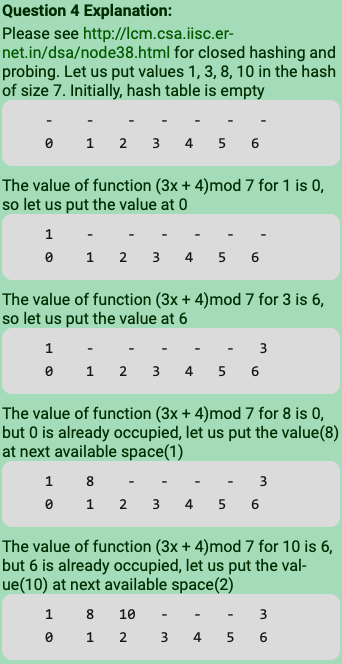 Question 4 Explanation:
Please see http://lcm.csa.iisc.er-
net.in/dsa/node38.html for closed hashing and
probing. Let us put values 1, 3, 8, 10 in the hash
of size 7. Initially, hash table is empty
- - - - - - -
0 1 2 3 4 5 6
The value of function (3x + 4)mod 7 for 1 is 0,
so let us put the value at 0
1 - - - - - -
0 1 2 3 4 5 6
The value of function (3x + 4)mod 7 for 3 is 6,
so let us put the value at 6
1 - - - - - 3
0 1 2 3 4 5 6
The value of function (3x + 4)mod 7 for 8 is 0,
but 0 is already occupied, let us put the value(8)
at next available space(1)
1 8 - - - - 3
0 1 2 3 4 5 6
The value of function (3x + 4)mod 7 for 10 is 6,
but 6 is already occupied, let us put the val-
ue(10) at next available space(2)
1 8 10 - - - 3
0 1 2 3 4 5 6